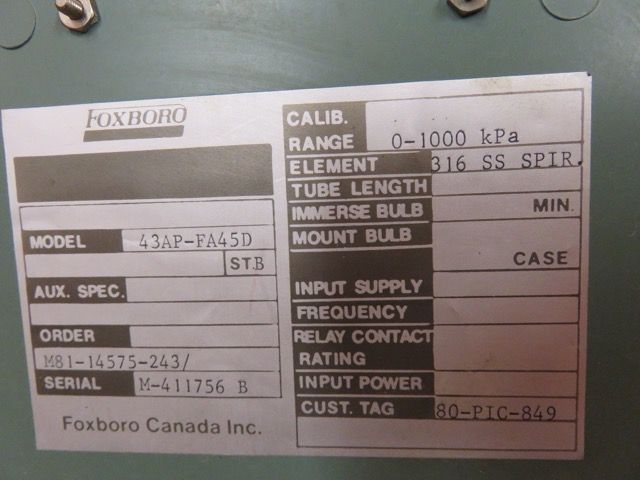 FOXBORO
MODEL 43AP-FA45D
ST.B
AUX. SPEC.
ORDER
M81-14575-243/
SERIAL M-411756 B
Foxboro Canada Inc.
CALIB.
RANGE 0-1000 kPa
ELEMENT 316 SS SPIR.
TUBE LENGTH
IMMERSE BULB MIN.
MOUNT BULB
CASE
INPUT SUPPLY
FREQUENCY
RELAY CONTACT
RATING
INPUT POWER
CUST. TAG 80-PIC-849